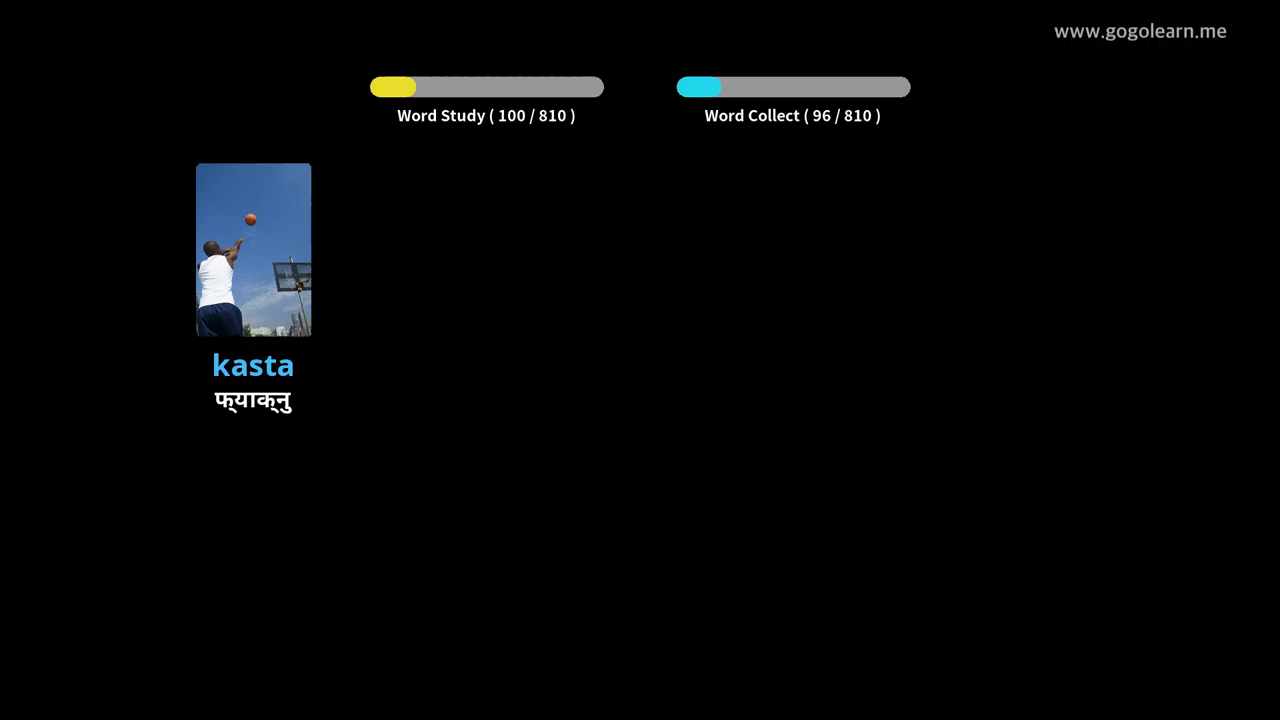 www.gogolearn.me
Word Study ( 100 / 810 )
Word Collect ( 96 / 810 )
kasta
फ्याक्नु